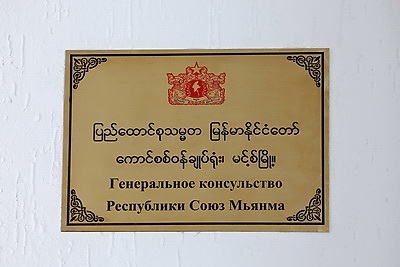 ပြည်ထောင်စုသမ္မတ မြန်မာနိုင်ငံတော်
ကောင်စစ်ဝန်ချုပ်ရုံး၊ မင့်စ်မြို့။
Генеральное консульство
Республики Союз Мьянма